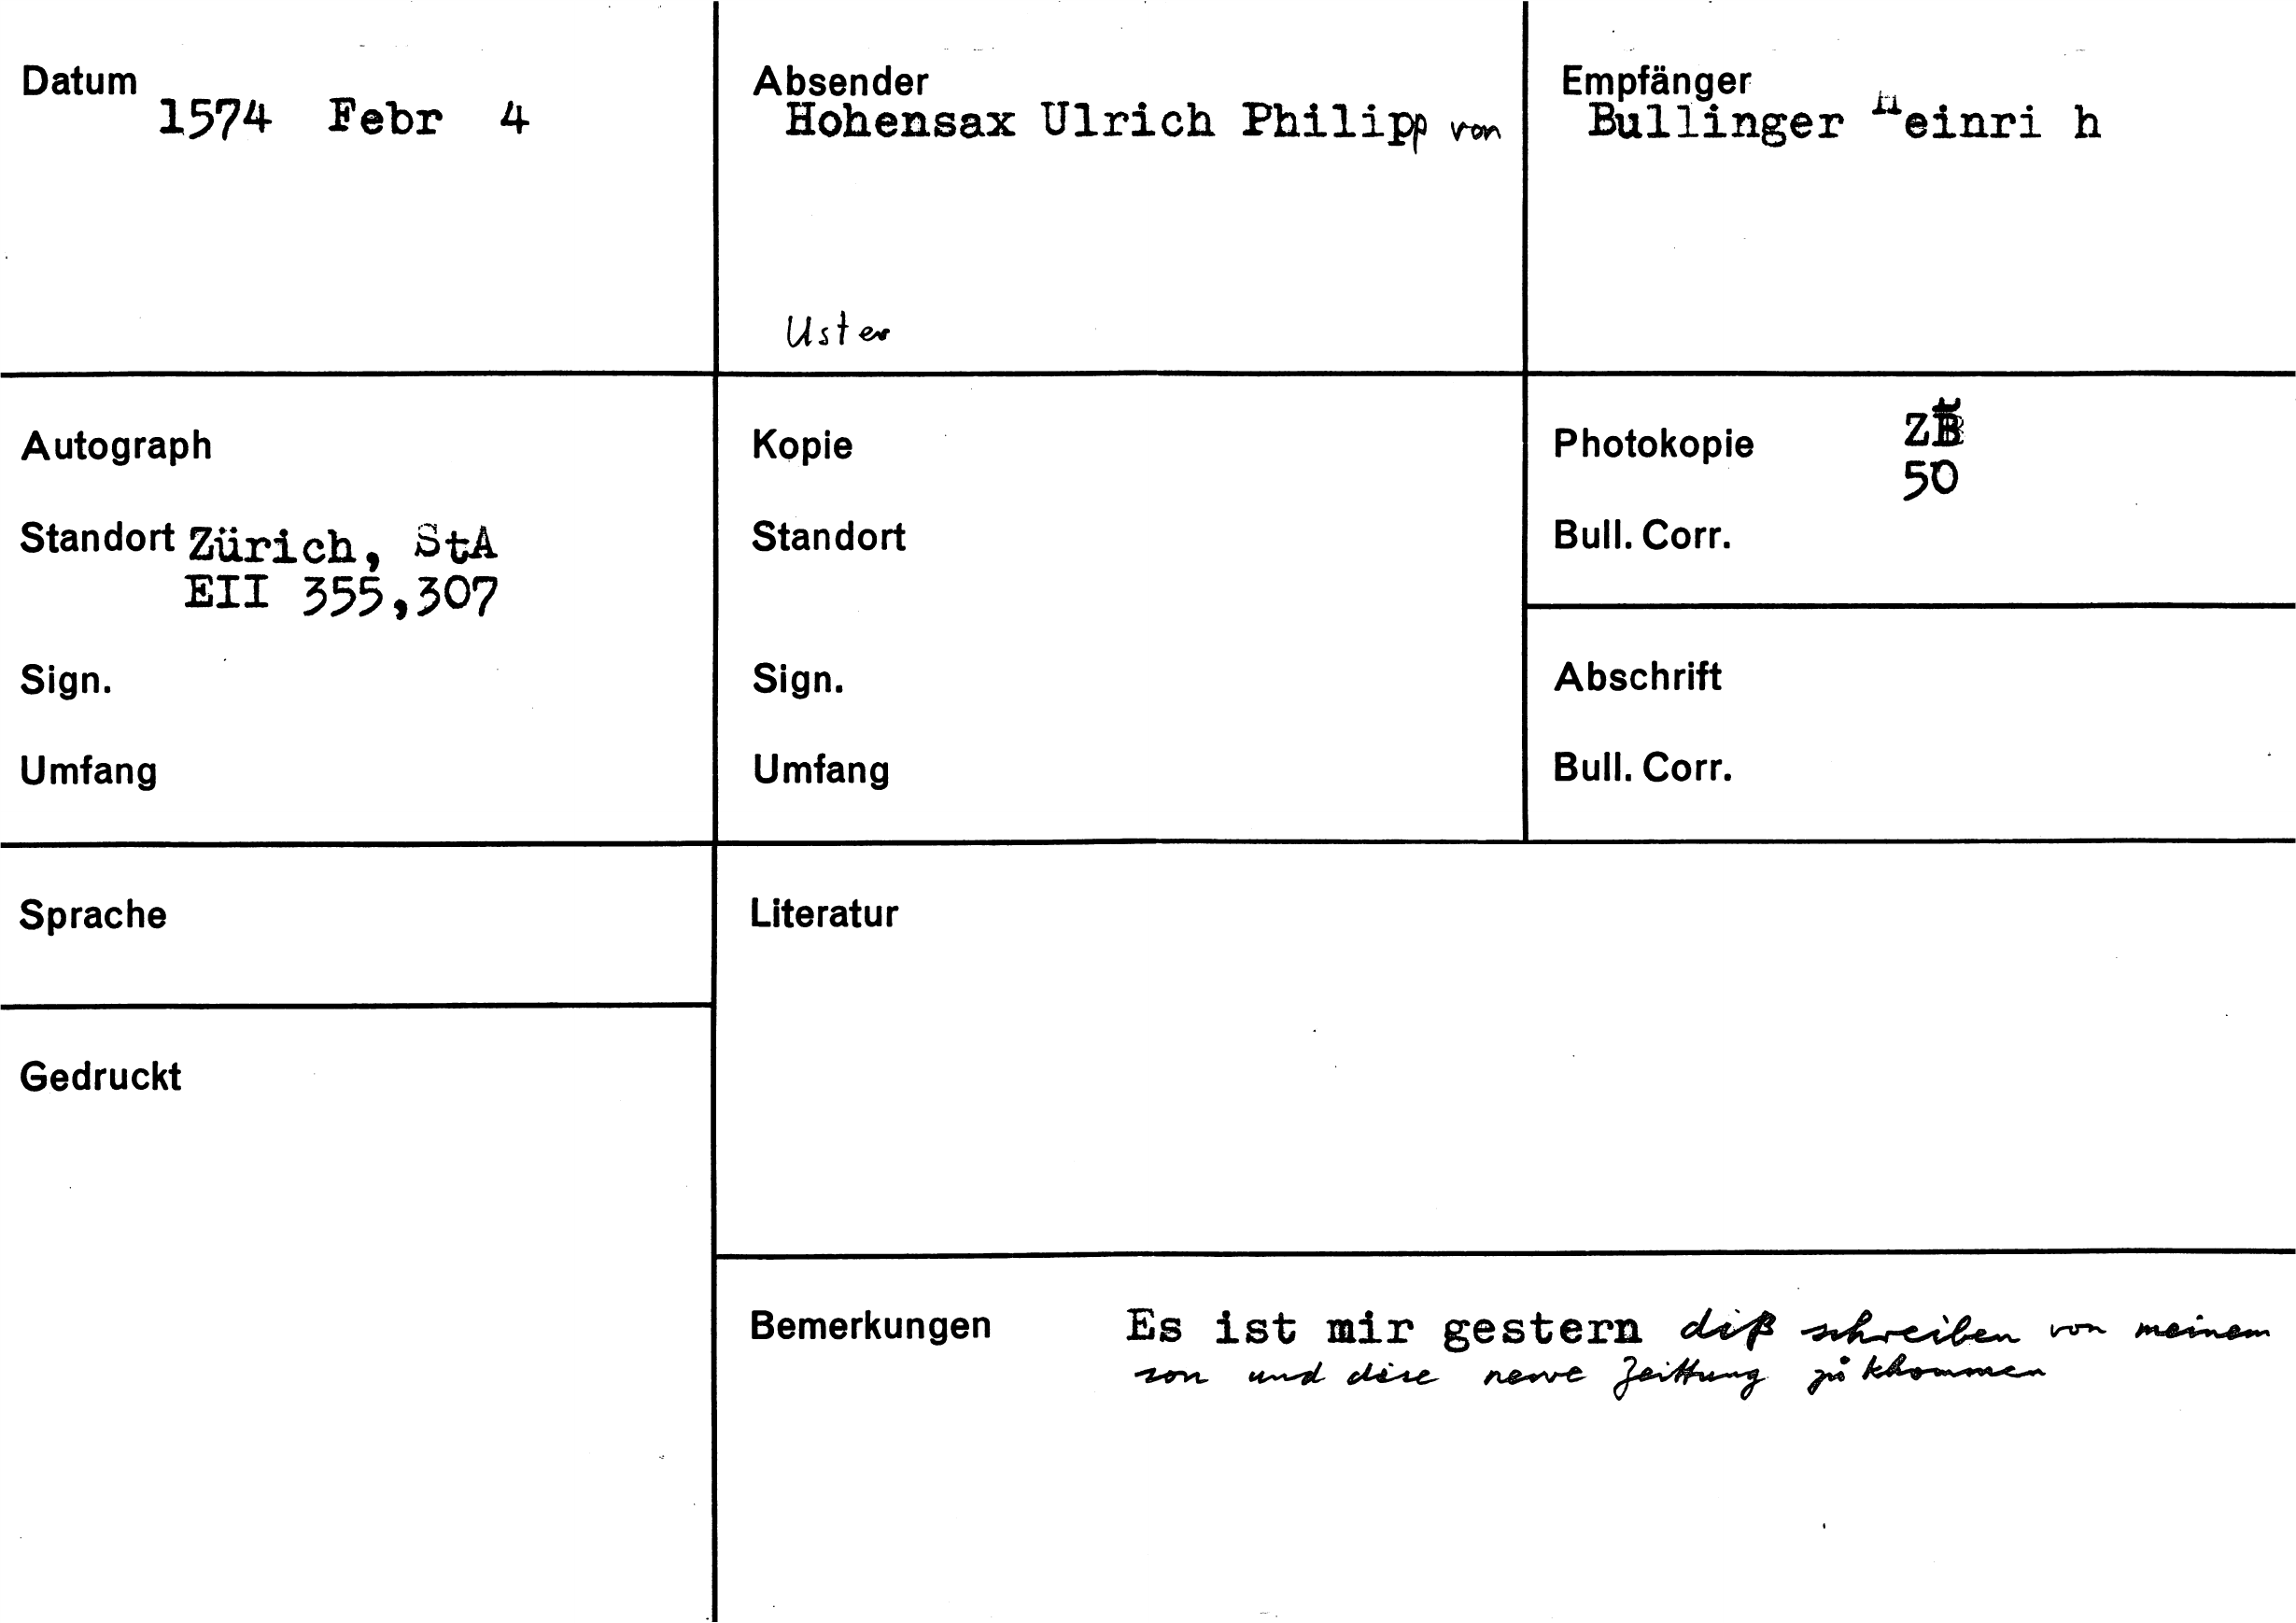 Datum
1574 Febr 4
Absender
Hohensax Ulrich Philipp von
Uster
Empfänger
Bullinger Heinri h
Autograph
Standort Zürich, StA
EII 355,307
Sign.
Umfang
Kopie
Standort
Sign.
Umfang
Photokopie
50
Bull. Corr.
Abschrift
Bull. Corr.
Sprache
Gedruckt
Literatur
Bemerkungen Es ist mir gestern diß schreiben von meinem
son und dise newe Zeittung zů khommen